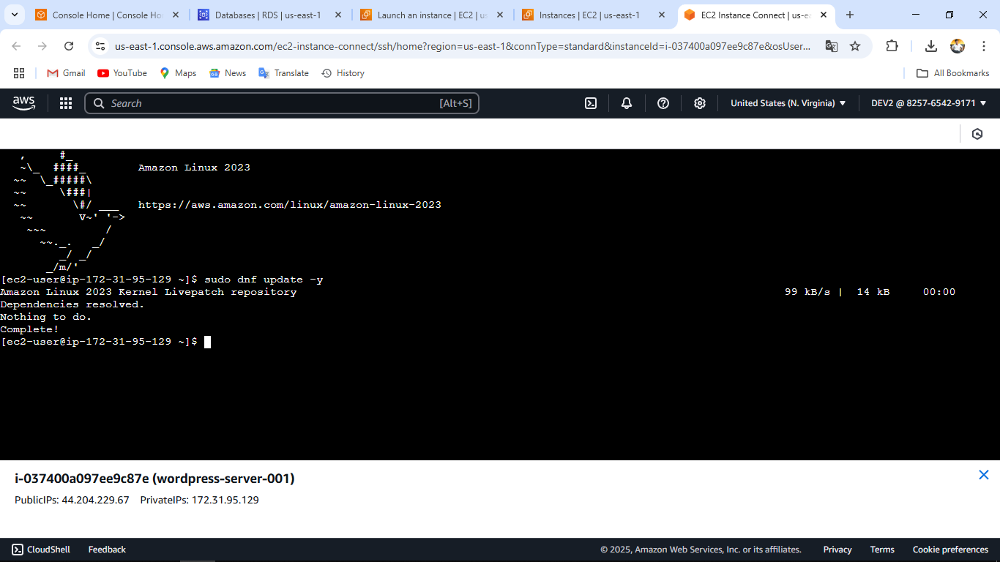 Console Home | Console Ho
Databases | RDS | us-east-1
Launch an instance | EC2 | us
Instances | EC2 | us-east-1
EC2 Instance Connect | us-ea
us-east-1.console.aws.amazon.com/ec2-instance-connect/ssh/home?region=us-east-1&connType=standard&instanceId=i-037400a097ee9c87e&osUser...
Gmail
YouTube
Maps
News
Translate
History
All Bookmarks
aws
Search
[Alt+S]
United States (N. Virginia)
DEV2 @ 8257-6542-9171
   ,     #_
   ~\_  ####_        Amazon Linux 2023
  ~~  \_#####\
  ~~     \###|
  ~~       \#/ ___   https://aws.amazon.com/linux/amazon-linux-2023
   ~~       V~' '->
    ~~~         /
      ~~._.   _/
         _/ _/
       _/m/'
[ec2-user@ip-172-31-95-129 ~]$ sudo dnf update -y
Amazon Linux 2023 Kernel Livepatch repository 99 kB/s | 14 kB 00:00
Dependencies resolved.
Nothing to do.
Complete!
[ec2-user@ip-172-31-95-129 ~]$
i-037400a097ee9c87e (wordpress-server-001)
PublicIPs: 44.204.229.67 PrivateIPs: 172.31.95.129
CloudShell
Feedback
© 2025, Amazon Web Services, Inc. or its affiliates.
Privacy
Terms
Cookie preferences